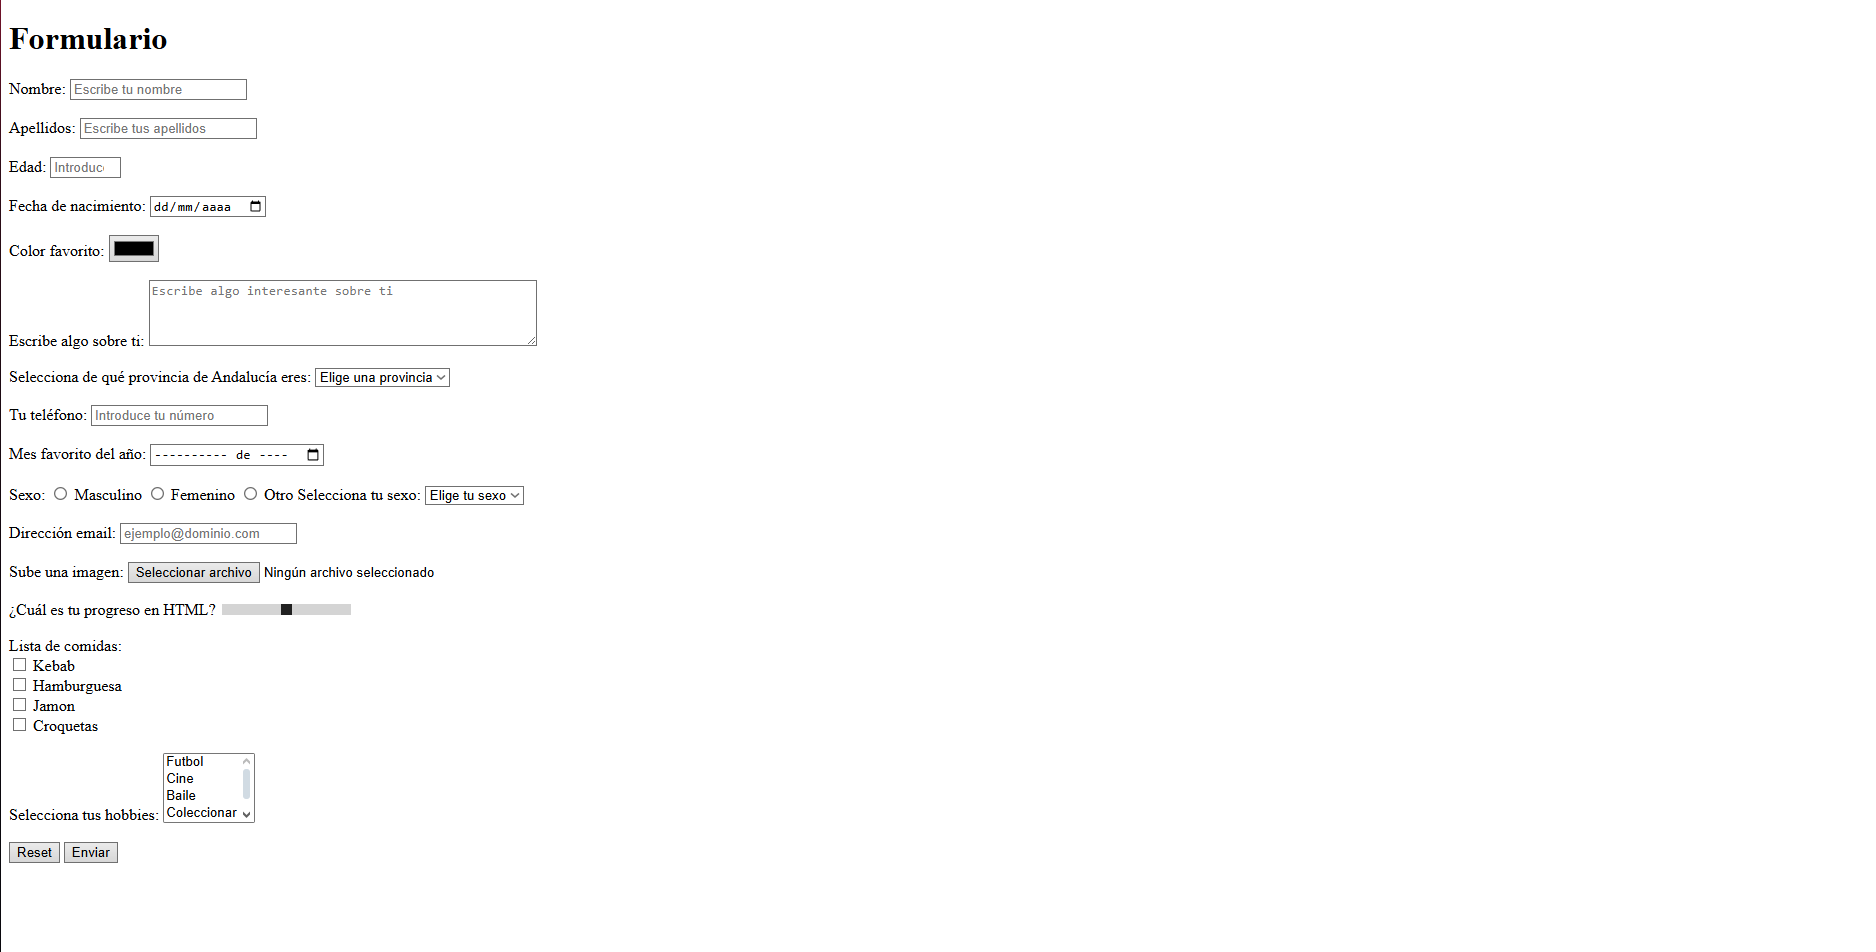 Formulario
Nombre: Escribe tu nombre
Apellidos: Escribe tus apellidos
Edad: Introduc
Fecha de nacimiento: dd/mm/aaaa
Color favorito:
Escribe algo interesante sobre ti
Escribe algo sobre ti:
Selecciona de qué provincia de Andalucía eres: Elige una provincia
Tu teléfono: Introduce tu número
Mes favorito del año: ---------- de ----
Sexo: Masculino Femenino Otro Selecciona tu sexo: Elige tu sexo
Dirección email: ejemplo@dominio.com
Sube una imagen: Seleccionar archivo Ningún archivo seleccionado
¿Cuál es tu progreso en HTML?
Lista de comidas:
Kebab
Hamburguesa
Jamon
Croquetas
Futbol
Cine
Baile
Coleccionar
Selecciona tus hobbies:
Reset Enviar